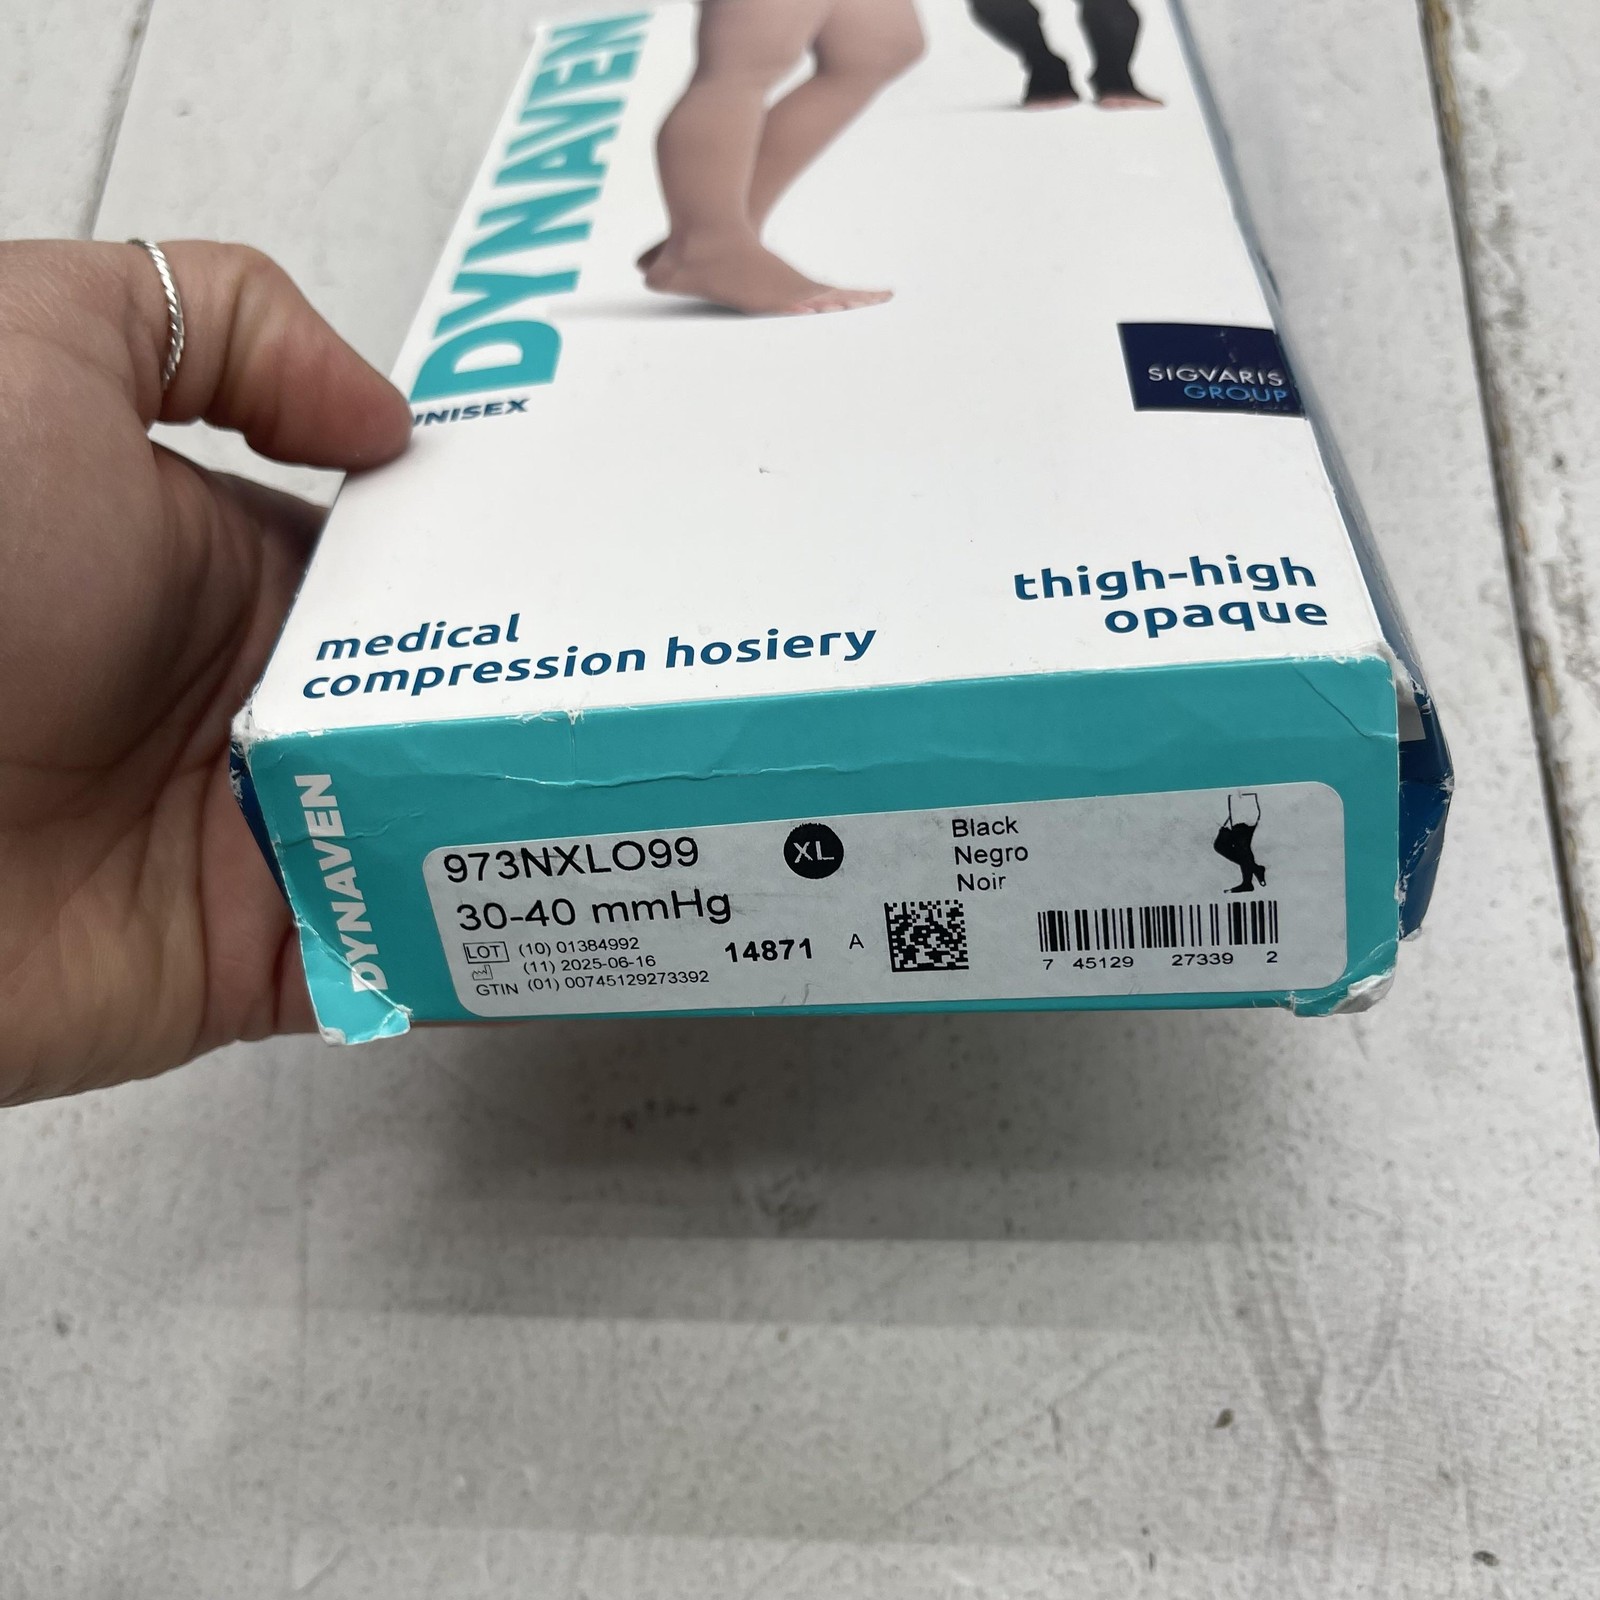 DYNAVEN
UNISEX
SIGVARIS
GROUP
thigh-high
opaque
medical
compression hosiery
DYNAVEN
973NXLO99
XL
Black
Negro
Noir
30-40 mmHg
LOT (10) 01384992
(11) 2025-06-16
GTIN (01) 00745129273392
14871
A
7 45129 27339 2